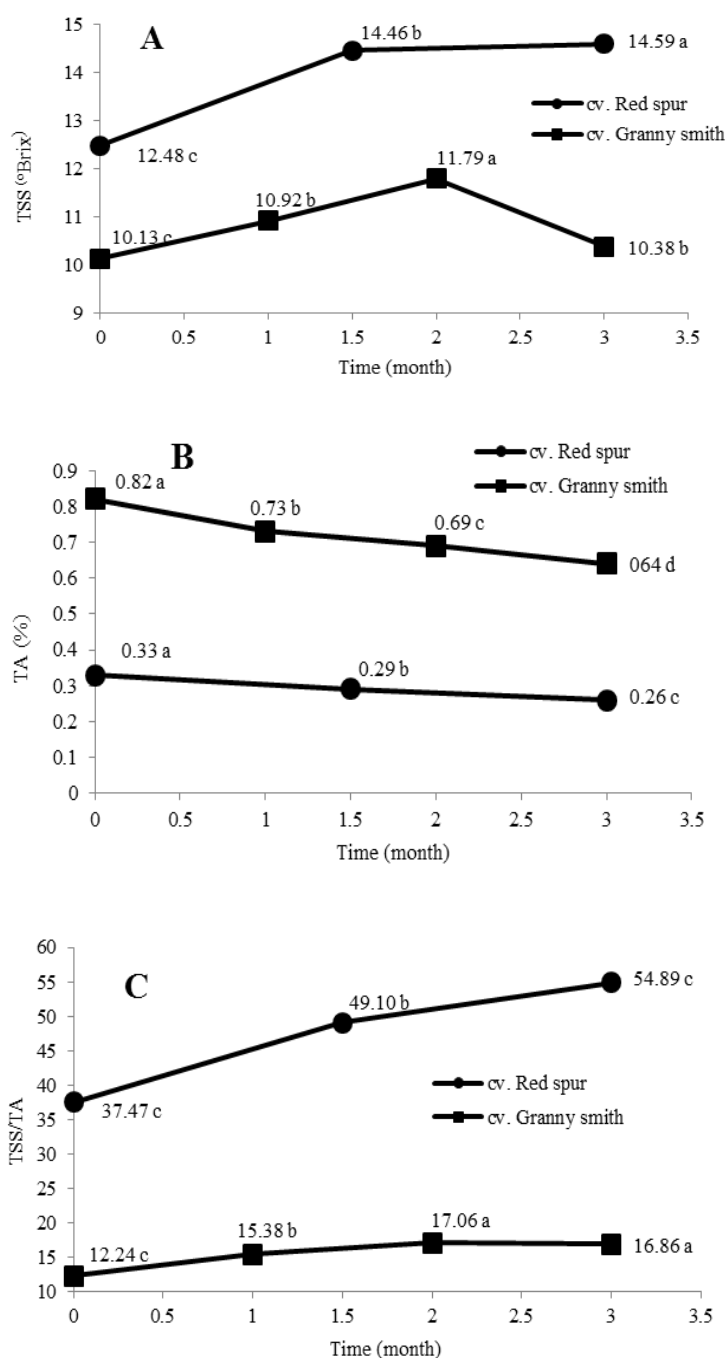 A
15
14
13
12
11
10
9
TSS (°Brix)
12.48 c
14.46 b
14.59 a
10.13 c
10.92 b
11.79 a
10.38 b
cv. Red spur
cv. Granny smith
0 0.5 1 1.5 2 2.5 3 3.5
Time (month)
B
cv. Red spur
cv. Granny smith
0.9
0.8
0.7
0.6
0.5
0.4
0.3
0.2
0.1
0
TA (%)
0.82 a
0.73 b
0.69 c
064 d
0.33 a
0.29 b
0.26 c
0 0.5 1 1.5 2 2.5 3 3.5
Time (month)
C
60
55
50
45
40
35
30
25
20
15
10
TSS/TA
37.47 c
49.10 b
54.89 c
cv. Red spur
cv. Granny smith
12.24 c
15.38 b
17.06 a
16.86 a
0 0.5 1 1.5 2 2.5 3 3.5
Time (month)